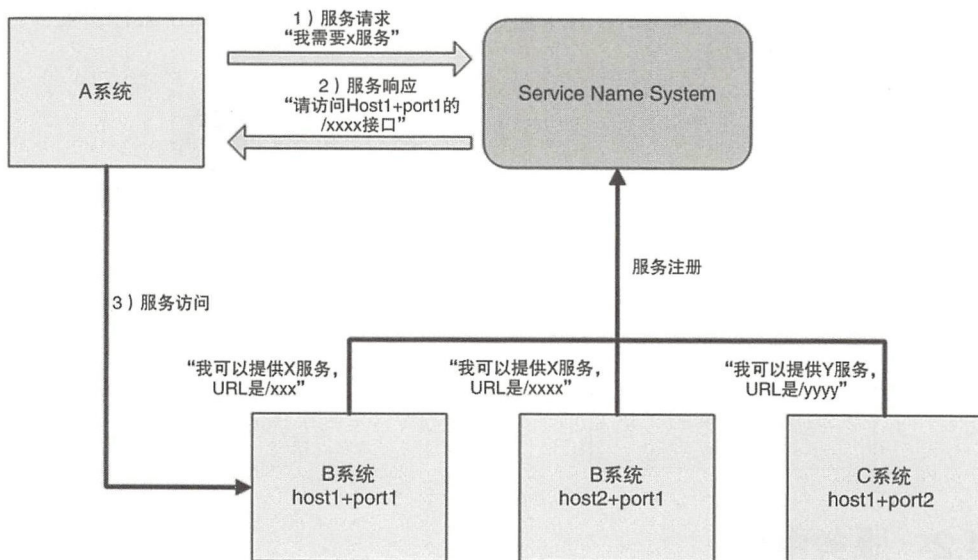 1）服务请求
“我需要x服务”
A系统
2）服务响应
“请访问Host1+port1的
/xxxx接口”
Service Name System
服务注册
3）服务访问
“我可以提供X服务，
URL是/xxx”
“我可以提供X服务，
URL是/xxxx”
“我可以提供Y服务，
URL是/yyyy”
B系统
host1+port1
B系统
host2+port1
C系统
host1+port2